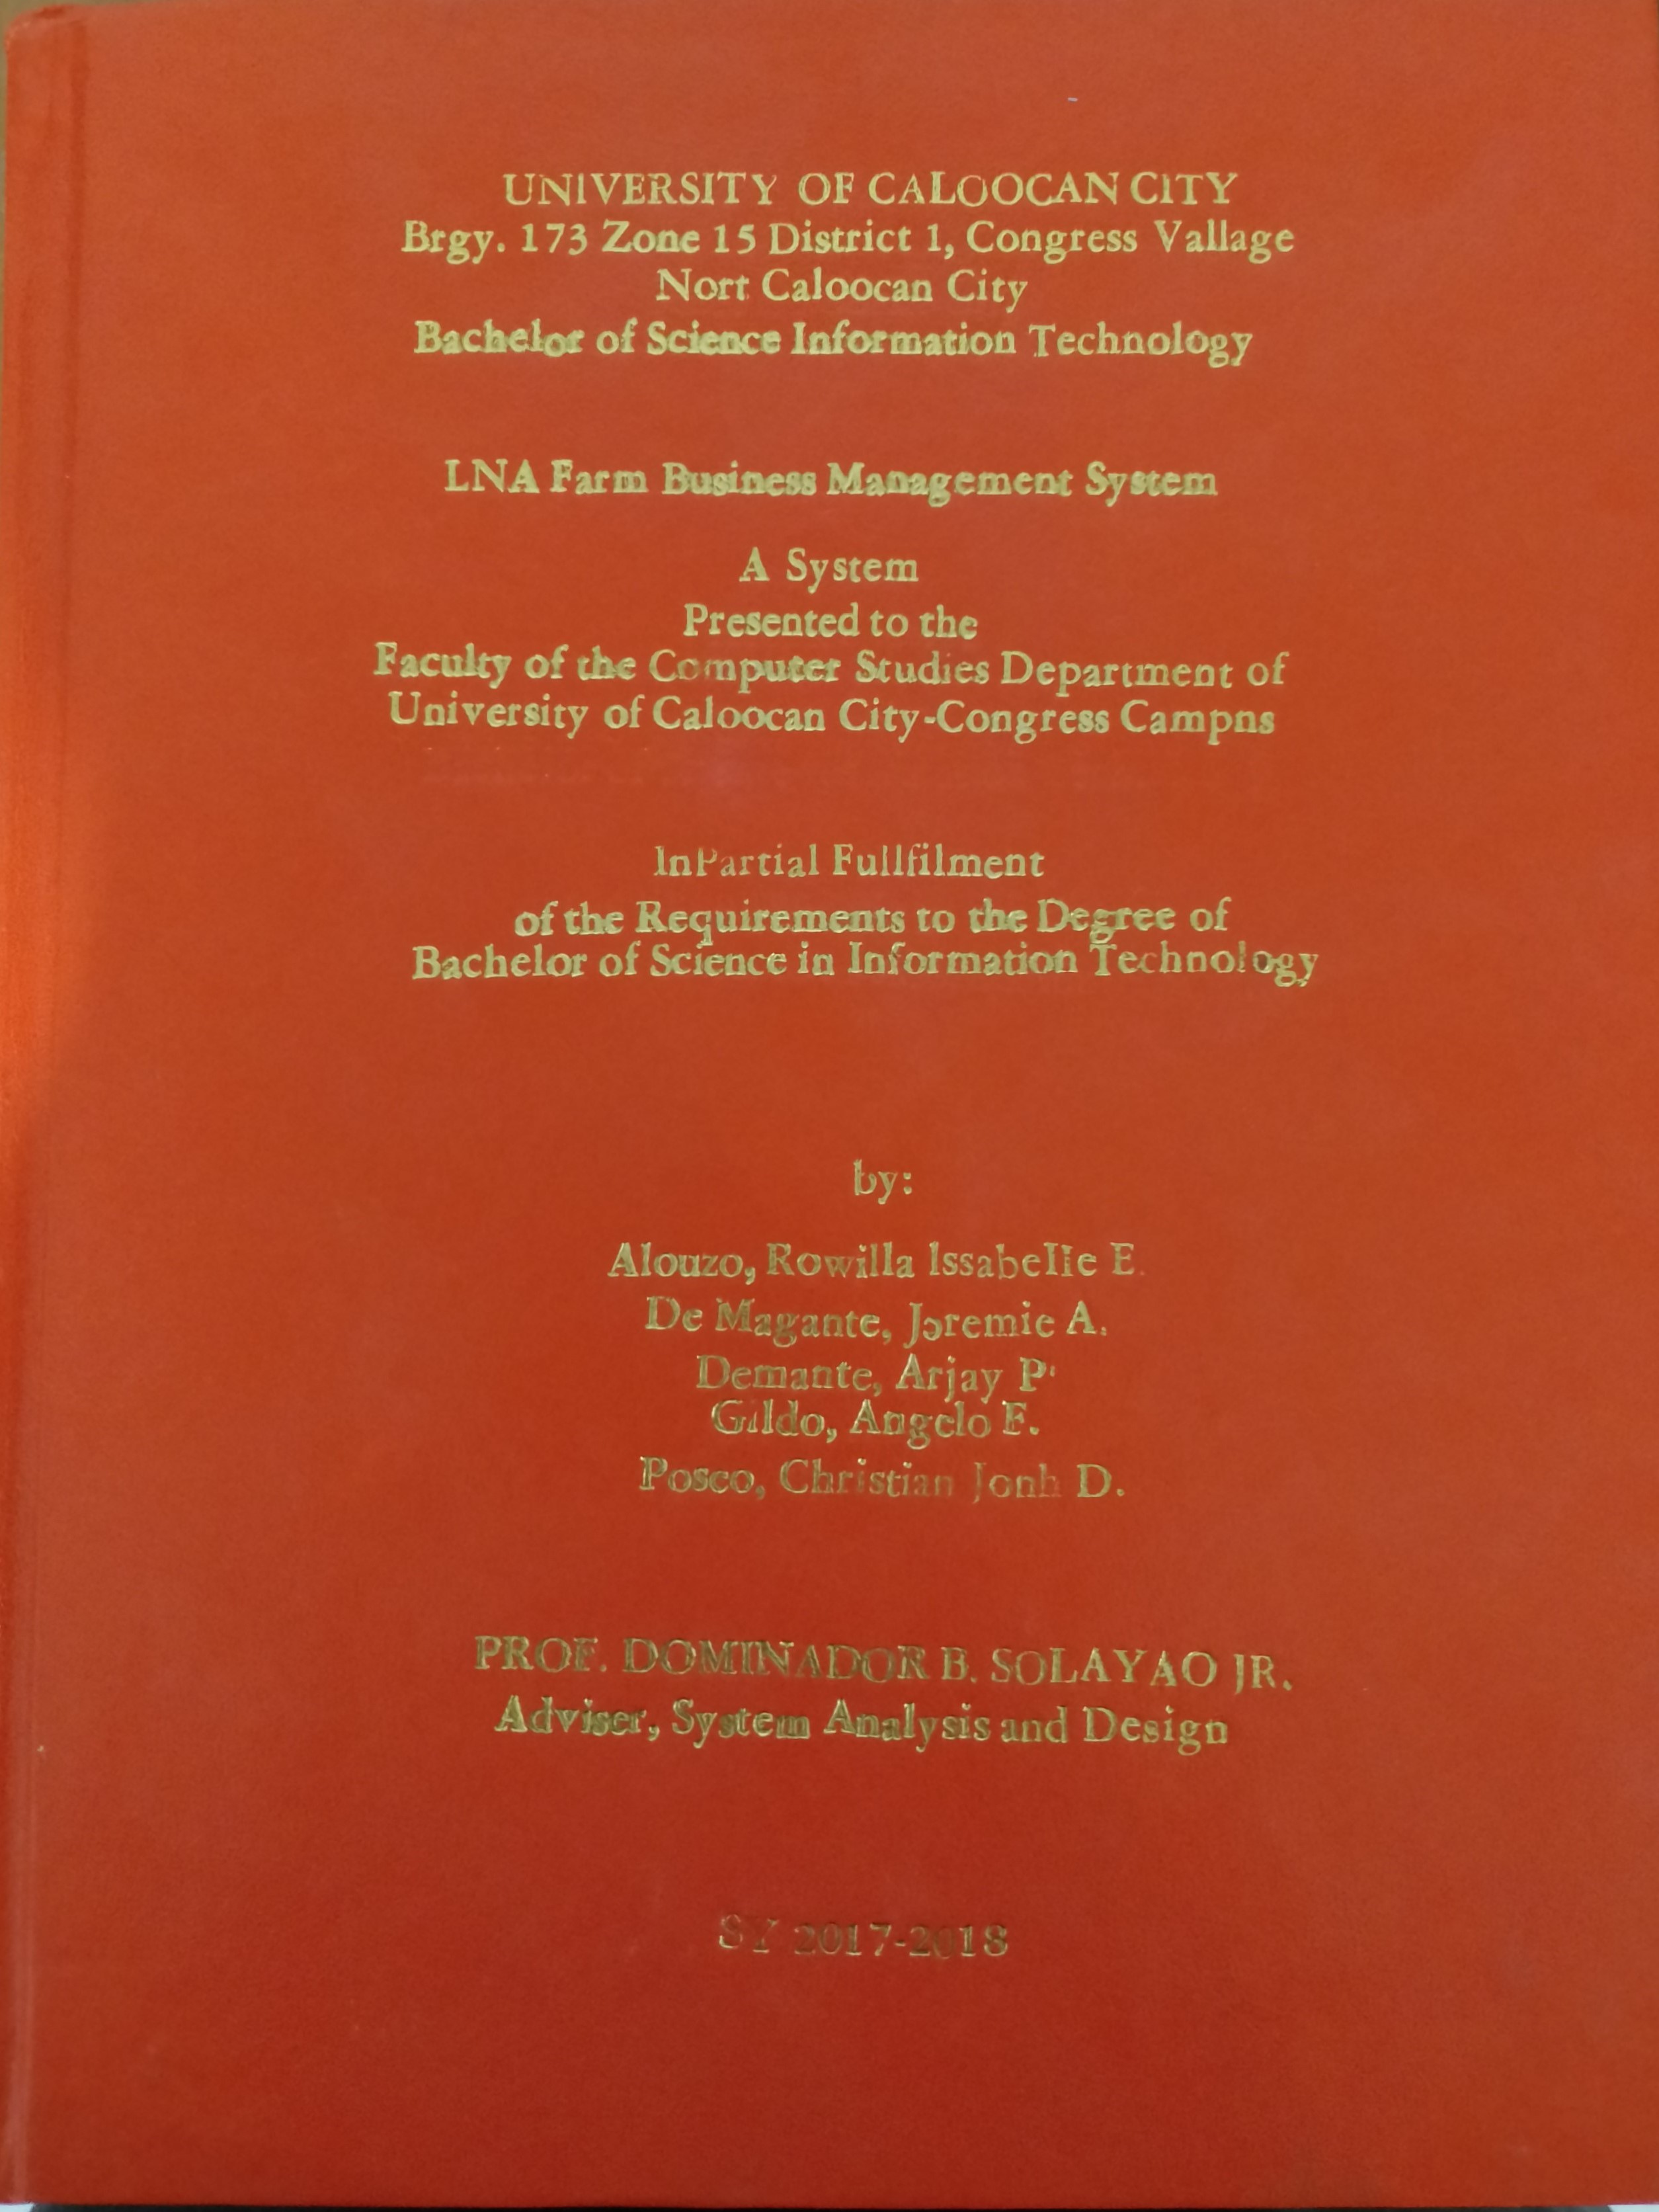 UNIVERSITY OF CALOOCAN CITY
Brgy. 173 Zone 15 District 1, Congress Vallage
Nort Caloocan City
Bachelor of Science Information Technology
LNA Farm Business Management System
A System
Presented to the
Faculty of the Computer Studies Department of
University of Caloocan City-Congress Campns
InPartial Fullfilment
of the Requirements to the Degree of
Bachelor of Science in Information Technology
by:
Alouzo, Rowilla Issabelle E.
De Magante, Joremie A.
Demante, Arjay P.
Gildo, Angelo F.
Posco, Christian Jonh D.
PROF. DOMINADOR B. SOLAYAO JR.
Adviser, System Analysis and Design
SY 2017-2018